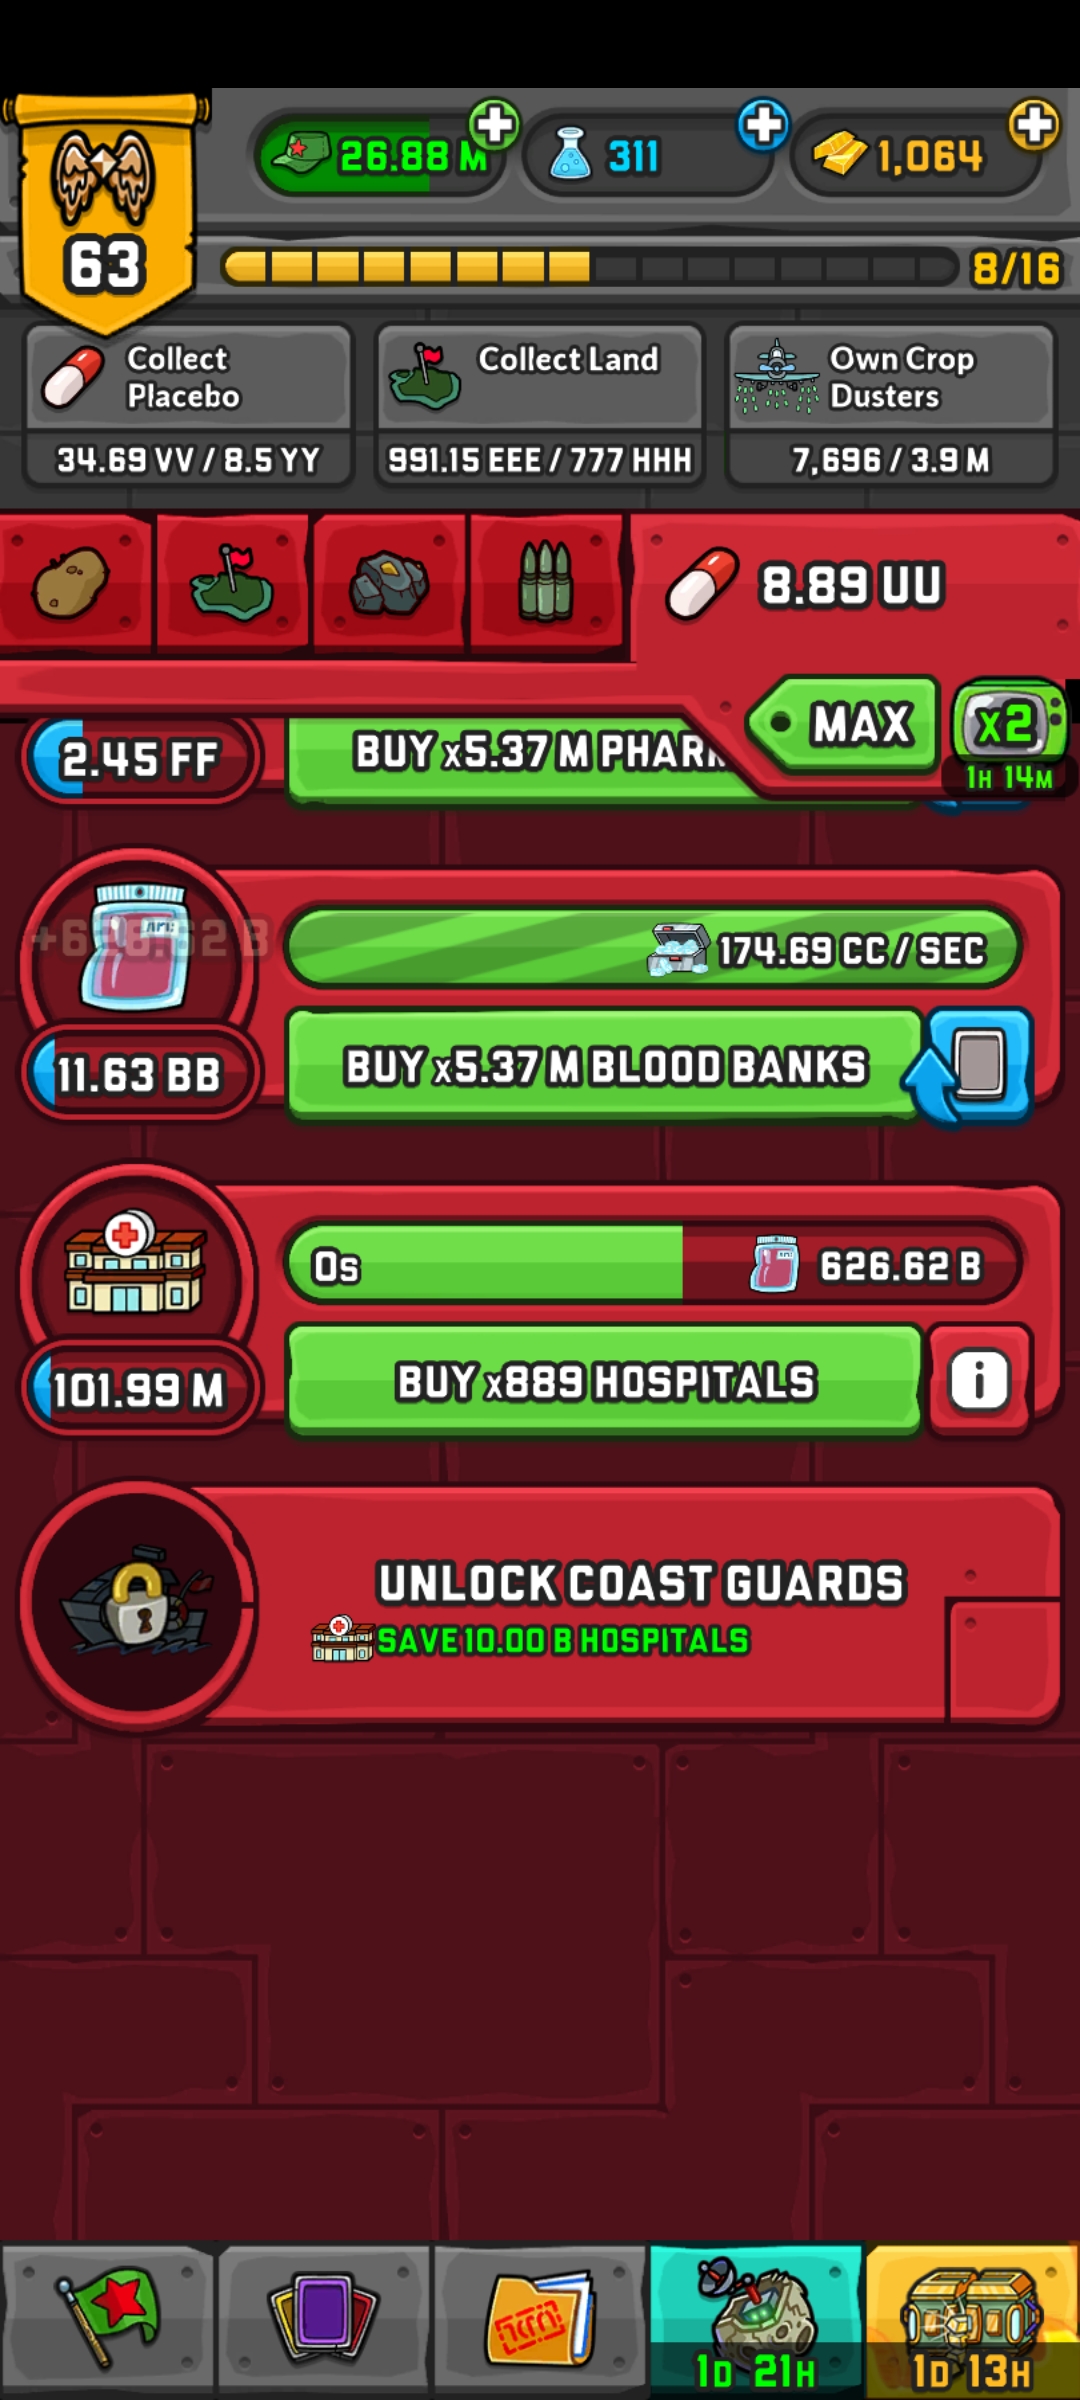 26.88 M
311
1,064
63
8/16
Collect
Placebo
34.69 VV / 8.5 YY
Collect Land
991.15 EEE / 777 HHH
Own Crop
Dusters
7,696 / 3.9 M
8.89 UU
MAX
x2
1H 14M
2.45 FF
BUY x5.37 M PHAR
+626.62 B
174.69 CC / SEC
11.63 BB
BUY x5.37 M BLOOD BANKS
0s
626.62 B
101.99 M
BUY x889 HOSPITALS
i
UNLOCK COAST GUARDS
SAVE 10.00 B HOSPITALS
1D 21H
1D 13H